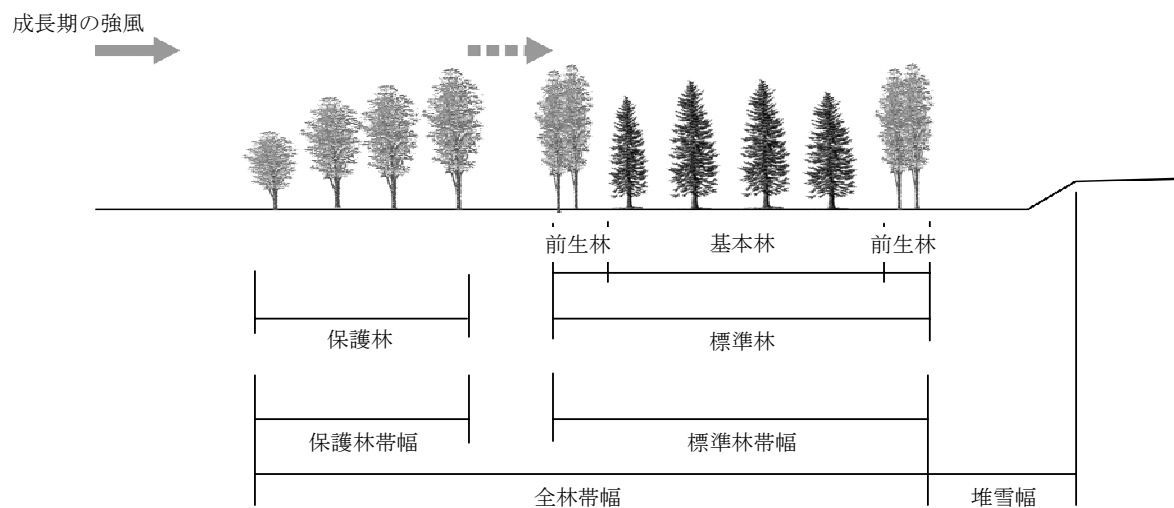 成長期の強風
前生林
基本林
前生林
保護林
標準林
保護林帯幅
標準林帯幅
全林帯幅
堆雪幅